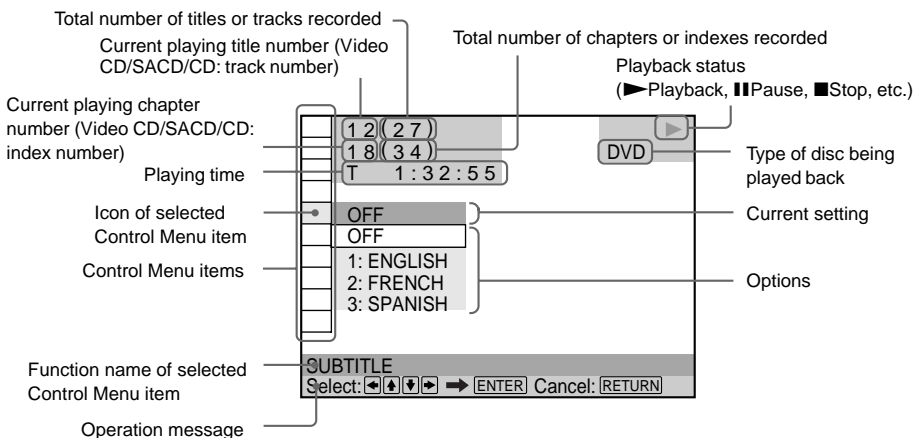 Total number of titles or tracks recorded
Current playing title number (Video
CD/SACD/CD: track number)
Total number of chapters or indexes recorded
Playback status
(▶Playback, ❚❚Pause, ■Stop, etc.)
Current playing chapter
number (Video CD/SACD/CD:
index number)
Playing time
Icon of selected
Control Menu item
Control Menu items
Function name of selected
Control Menu item
Operation message
12(27)
18(34)
T 1:32:55
DVD
OFF
OFF
1: ENGLISH
2: FRENCH
3: SPANISH
SUBTITLE
Select: ←↑↓→ ➡ ENTER Cancel: RETURN
Type of disc being
played back
Current setting
Options